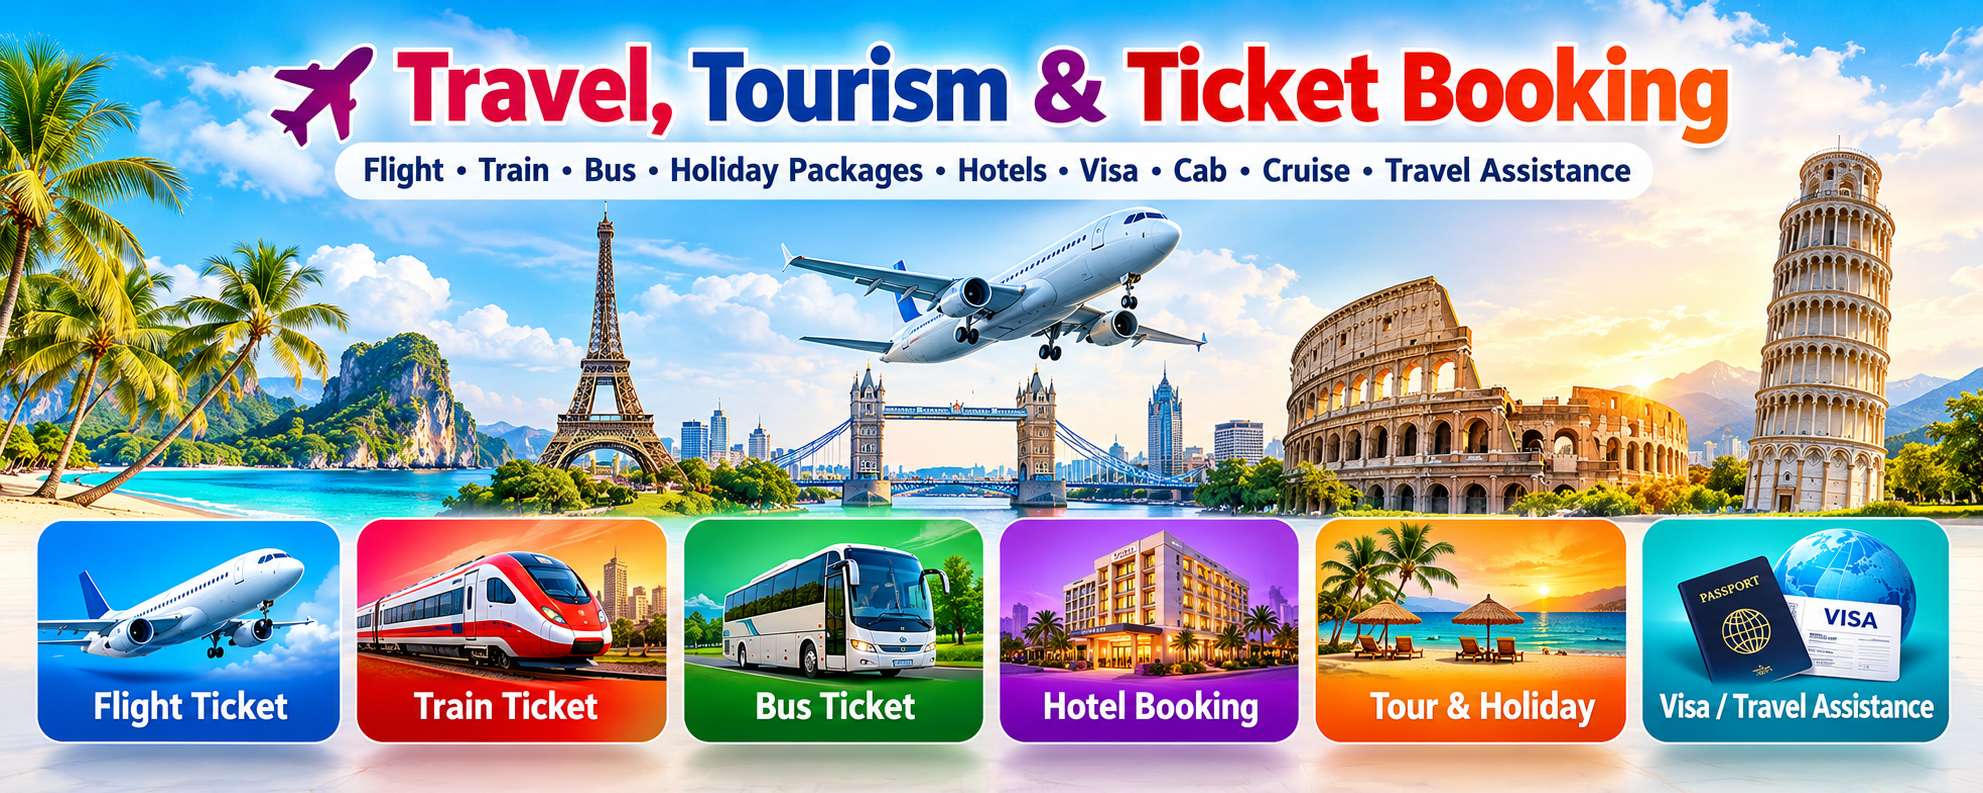 Travel, Tourism & Ticket Booking
Flight • Train • Bus • Holiday Packages • Hotels • Visa • Cab • Cruise • Travel Assistance
Flight Ticket
Train Ticket
Bus Ticket
Hotel Booking
Tour & Holiday
PASSPORT
VISA
Visa / Travel Assistance